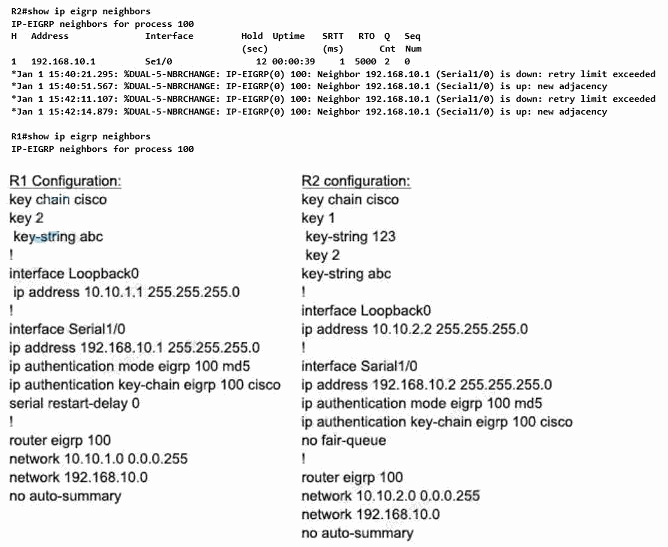 R2#show ip eigrp neighbors
IP-EIGRP neighbors for process 100
H Address Interface Hold Uptime SRTT RTO Q Seq
(sec) (ms) Cnt Num
1 192.168.10.1 Se1/0 12 00:00:39 1 5000 2 0
*Jan 1 15:40:21.295: %DUAL-5-NBRCHANGE: IP-EIGRP(0) 100: Neighbor 192.168.10.1 (Serial1/0) is down: retry limit exceeded
*Jan 1 15:40:51.567: %DUAL-5-NBRCHANGE: IP-EIGRP(0) 100: Neighbor 192.168.10.1 (Secial1/0) is up: new adjacency
*Jan 1 15:42:11.107: %DUAL-5-NBRCHANGE: IP-EIGRP(0) 100: Neighbor 192.168.10.1 (Secial1/0) is down: retry limit exceeded
*Jan 1 15:42:14.879: %DUAL-5-NBRCHANGE: IP-EIGRP(0) 100: Neighbor 192.168.10.1 (Secial1/0) is up: new adjacency
R1#show ip eigrp neighbors
IP-EIGRP neighbors for process 100
R1 Configuration:
key chain cisco
key 2
key-string abc
!
interface Loopback0
ip address 10.10.1.1 255.255.255.0
!
interface Serial1/0
ip address 192.168.10.1 255.255.255.0
ip authentication mode eigrp 100 md5
ip authentication key-chain eigrp 100 cisco
serial restart-delay 0
!
router eigrp 100
network 10.10.1.0 0.0.0.255
network 192.168.10.0
no auto-summary
R2 configuration:
key chain cisco
key 1
key-string 123
key 2
key-string abc
!
interface Loopback0
ip address 10.10.2.2 255.255.255.0
!
interface Sarial1/0
ip address 192.168.10.2 255.255.255.0
ip authentication mode eigrp 100 md5
ip authentication key-chain eigrp 100 cisco
no fair-queue
!
router eigrp 100
network 10.10.2.0 0.0.0.255
network 192.168.10.0
no auto-summary